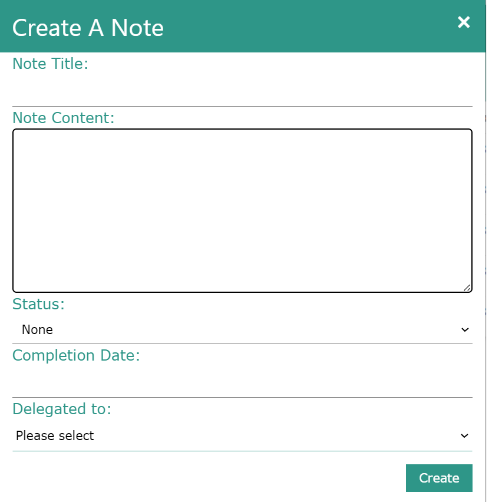 Create A Note
Note Title:
Note Content:
Status:
None
Completion Date:
Delegated to:
Please select
Create